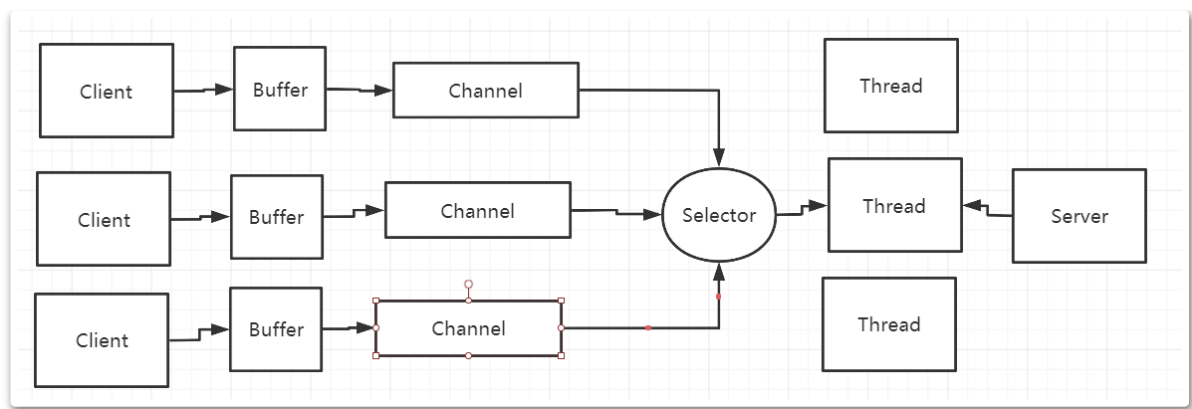 Client
Buffer
Channel
Thread
Client
Buffer
Channel
Selector
Thread
Server
Client
Buffer
Channel
Thread